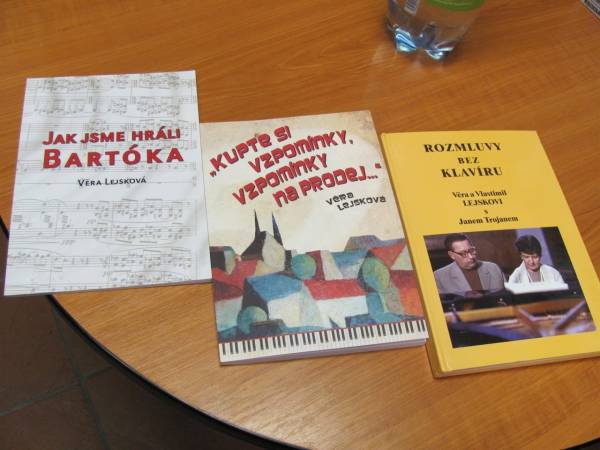 JAK JSME HRÁLI
BARTÓKA
VĚRA LEJSKOVÁ
„KUPTE SI
VZPOMÍNKY,
VZPOMÍNKY
NA PRODEJ..."
VĚRA
LEJSKOVÁ
ROZMLUVY
BEZ
KLAVÍRU
Věra a Vlastimil
LEJSKOVI
s
Janem Trojanem